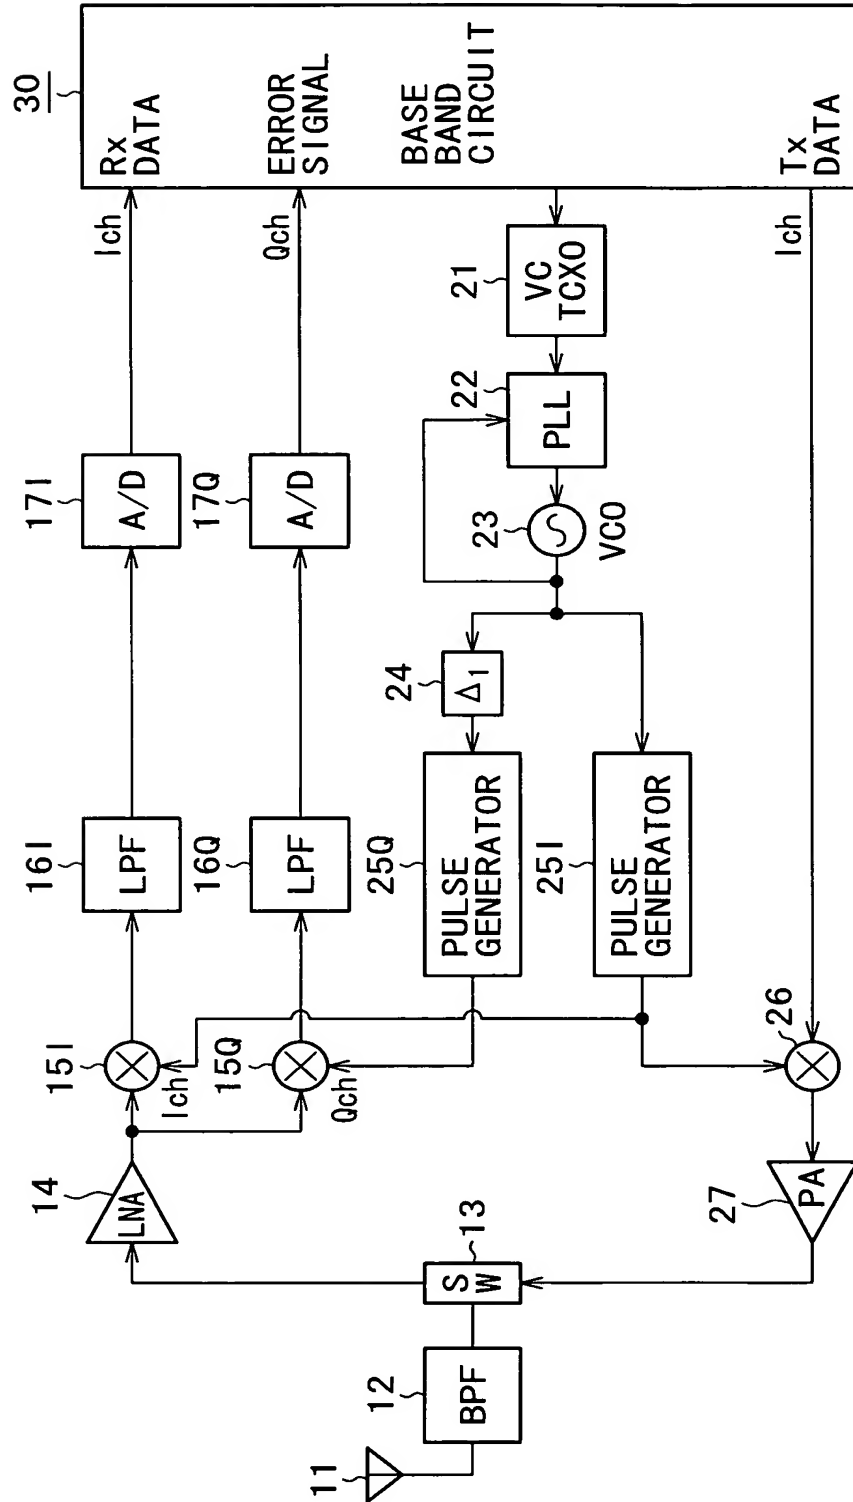 30
Rx
DATA
ERROR
SIGNAL
BASE
BAND
CIRCUIT
Tx
DATA
Ich
Qch
Ich
17I
A/D
17Q
A/D
21
VC
TCXO
22
PLL
23
VCO
24
Δ1
16I
LPF
16Q
LPF
25Q
PULSE
GENERATOR
25I
PULSE
GENERATOR
15I
Ich
15Q
Qch
26
14
LNA
13
SW
27
PA
12
BPF
11